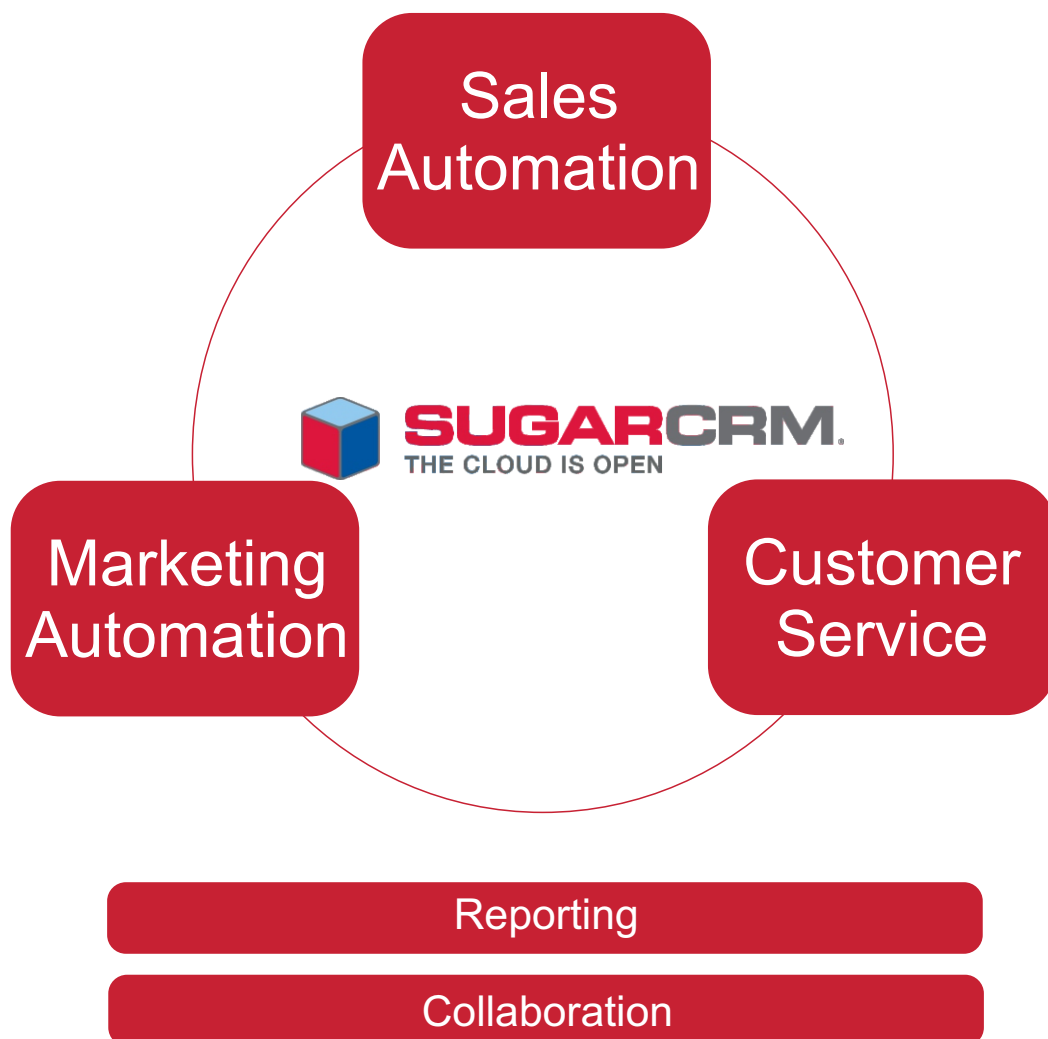 Sales
Automation
SUGARCRM.
THE CLOUD IS OPEN
Marketing
Automation
Customer
Service
Reporting
Collaboration